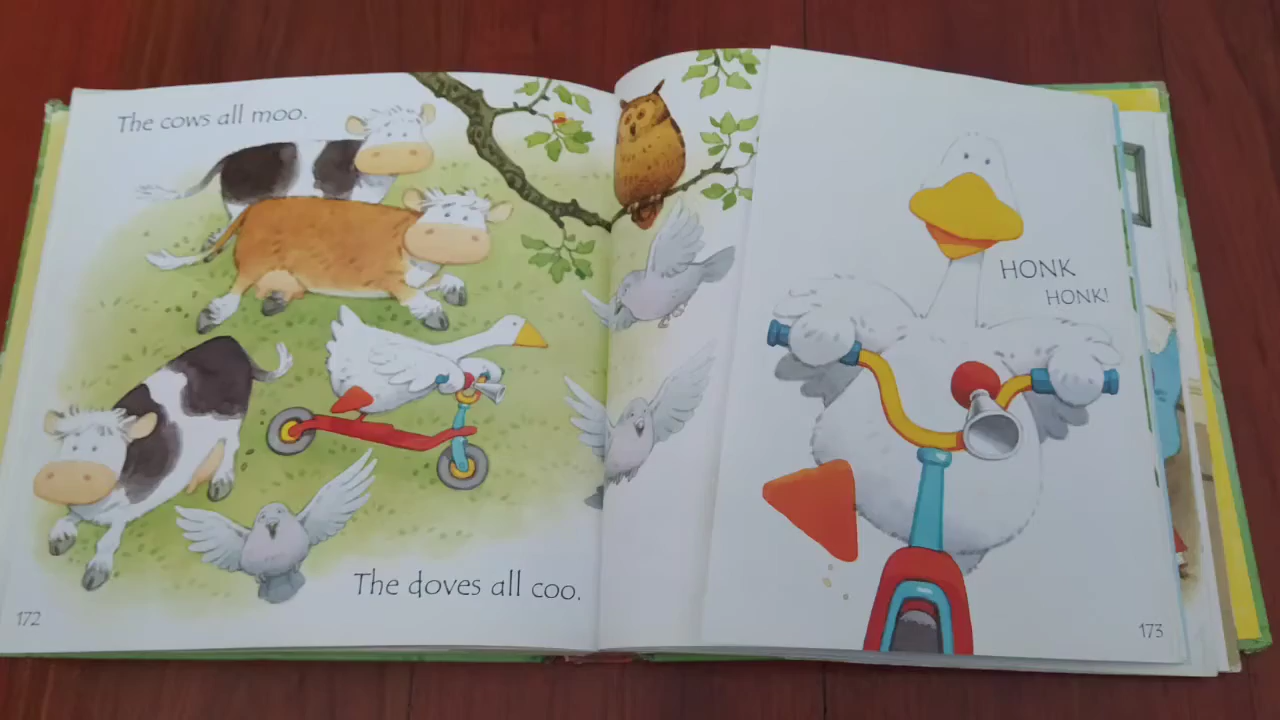 The cows all moo.
The doves all coo.
172
HONK
HONK!
173